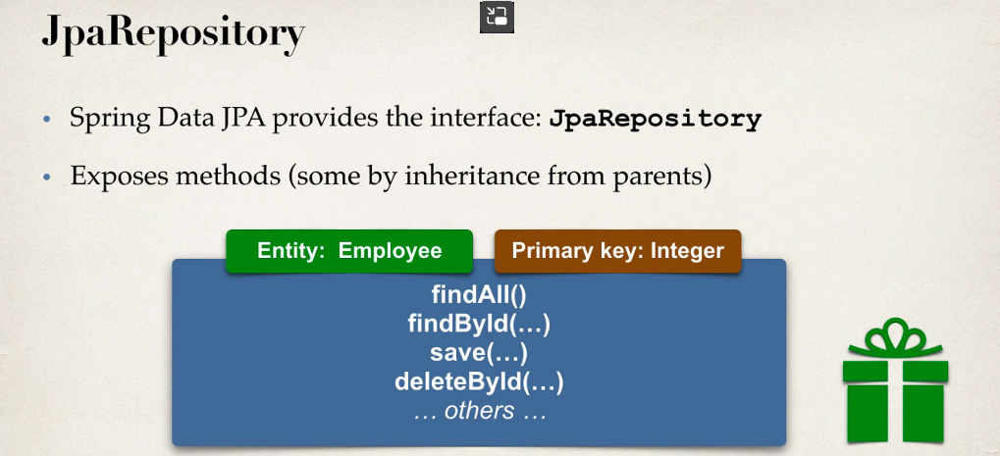 JpaRepository
• Spring Data JPA provides the interface: JpaRepository
• Exposes methods (some by inheritance from parents)
Entity: Employee
Primary key: Integer
findAll()
findById(…)
save(…)
deleteById(…)
… others …